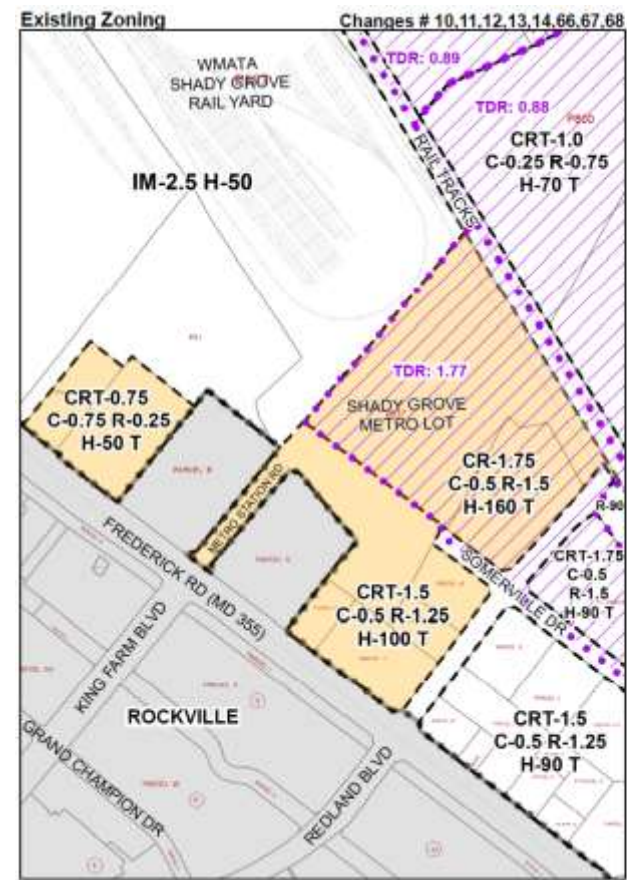 Existing Zoning
Changes # 10,11,12,13,14,66,67,68
WMATA
SHADY GROVE
RAIL YARD
TDR: 0.89
TDR: 0.88
P860
CRT-1.0
C-0.25 R-0.75
H-70 T
RAIL TRACKS
IM-2.5 H-50
TDR: 1.77
SHADY GROVE
METRO LOT
CRT-0.75
C-0.75 R-0.25
H-50 T
CR-1.75
C-0.5 R-1.5
H-160 T
METRO STATION RD
R-90
CRT-1.75
C-0.5
R-1.5
H-90 T
FREDERICK RD (MD 355)
CRT-1.5
C-0.5 R-1.25
H-100 T
SOMERVILLE DR
KING FARM BLVD
ROCKVILLE
CRT-1.5
C-0.5 R-1.25
H-90 T
GRAND CHAMPION DR
REDLAND BLVD